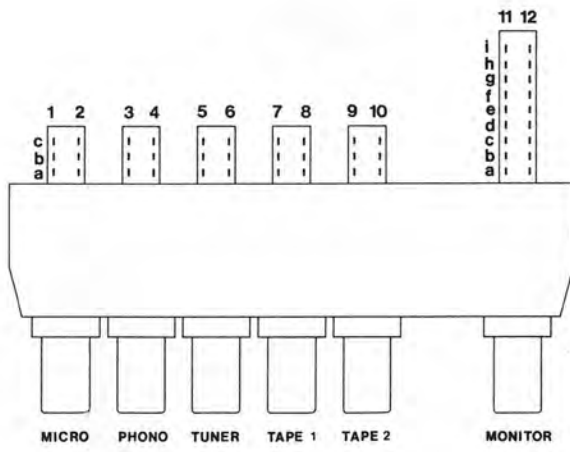 11 12
i
h
g
f
e
d
c
b
a
1 2 3 4 5 6 7 8 9 10
c
b
a
MICRO PHONO TUNER TAPE 1 TAPE 2 MONITOR